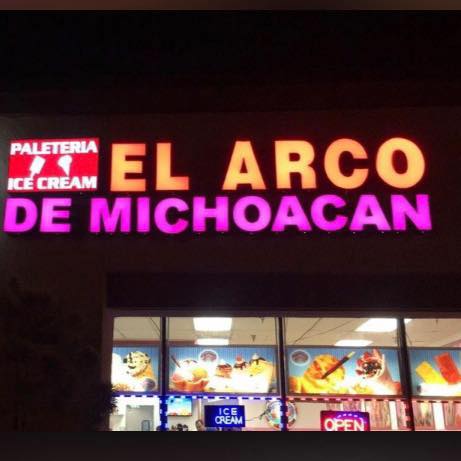 PALETERIA
ICE CREAM
EL ARCO
DE MICHOACAN
ICE
CREAM
OPEN